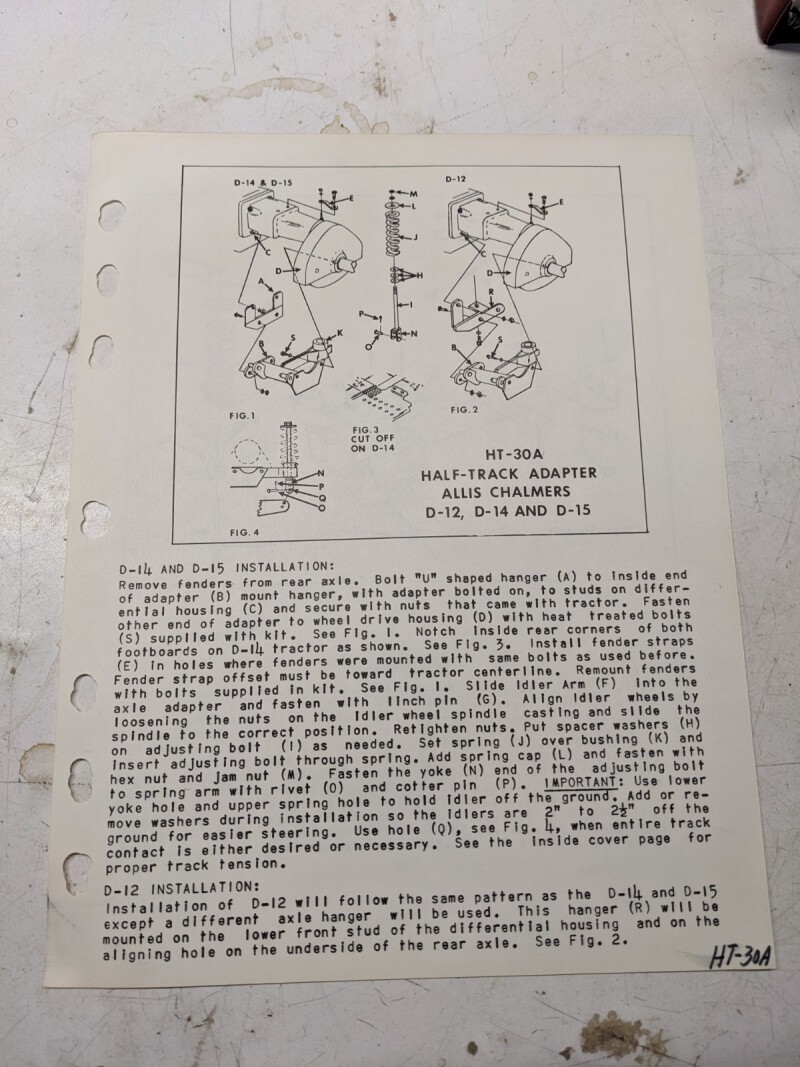 D-14 & D-15
D-12
M
E
L
E
C
J
C
D
H
D
A
R
I
P
N
O
B
S
K
B
S
FIG. 1
FIG. 3
CUT OFF
ON D-14
FIG. 2
N
P
Q
O
FIG. 4
HT-30A
HALF-TRACK ADAPTER
ALLIS CHALMERS
D-12, D-14 AND D-15
D-14 AND D-15 INSTALLATION:
Remove fenders from rear axle. Bolt "U" shaped hanger (A) to inside end
of adapter (B) mount hanger, with adapter bolted on, to studs on differ-
ential housing (C) and secure with nuts that came with tractor. Fasten
other end of adapter to wheel drive housing (D) with heat treated bolts
(S) supplied with kit. See Fig. 1. Notch inside rear corners of both
footboards on D-14 tractor as shown. See Fig. 3. Install fender straps
(E) in holes where fenders were mounted with same bolts as used before.
Fender strap offset must be toward tractor centerline. Remount fenders
with bolts supplied in kit. See Fig. 1. Slide Idler Arm (F) into the
axle adapter and fasten with linch pin (G). Align idler wheels by
loosening the nuts on the idler wheel spindle casting and slide the
spindle to the correct position. Retighten nuts. Put spacer washers (H)
on adjusting bolt (I) as needed. Set spring (J) over bushing (K) and
insert adjusting bolt through spring. Add spring cap (L) and fasten with
hex nut and jam nut (M). Fasten the yoke (N) end of the adjusting bolt
to spring arm with rivet (O) and cotter pin (P). IMPORTANT: Use lower
yoke hole and upper spring hole to hold idler off the ground. Add or re-
move washers during installation so the idlers are 2" to 2½" off the
ground for easier steering. Use hole (Q), see Fig. 4, when entire track
contact is either desired or necessary. See the inside cover page for
proper track tension.
D-12 INSTALLATION:
Installation of D-12 will follow the same pattern as the D-14 and D-15
except a different axle hanger will be used. This hanger (R) will be
mounted on the lower front stud of the differential housing and on the
aligning hole on the underside of the rear axle. See Fig. 2.
HT-30A